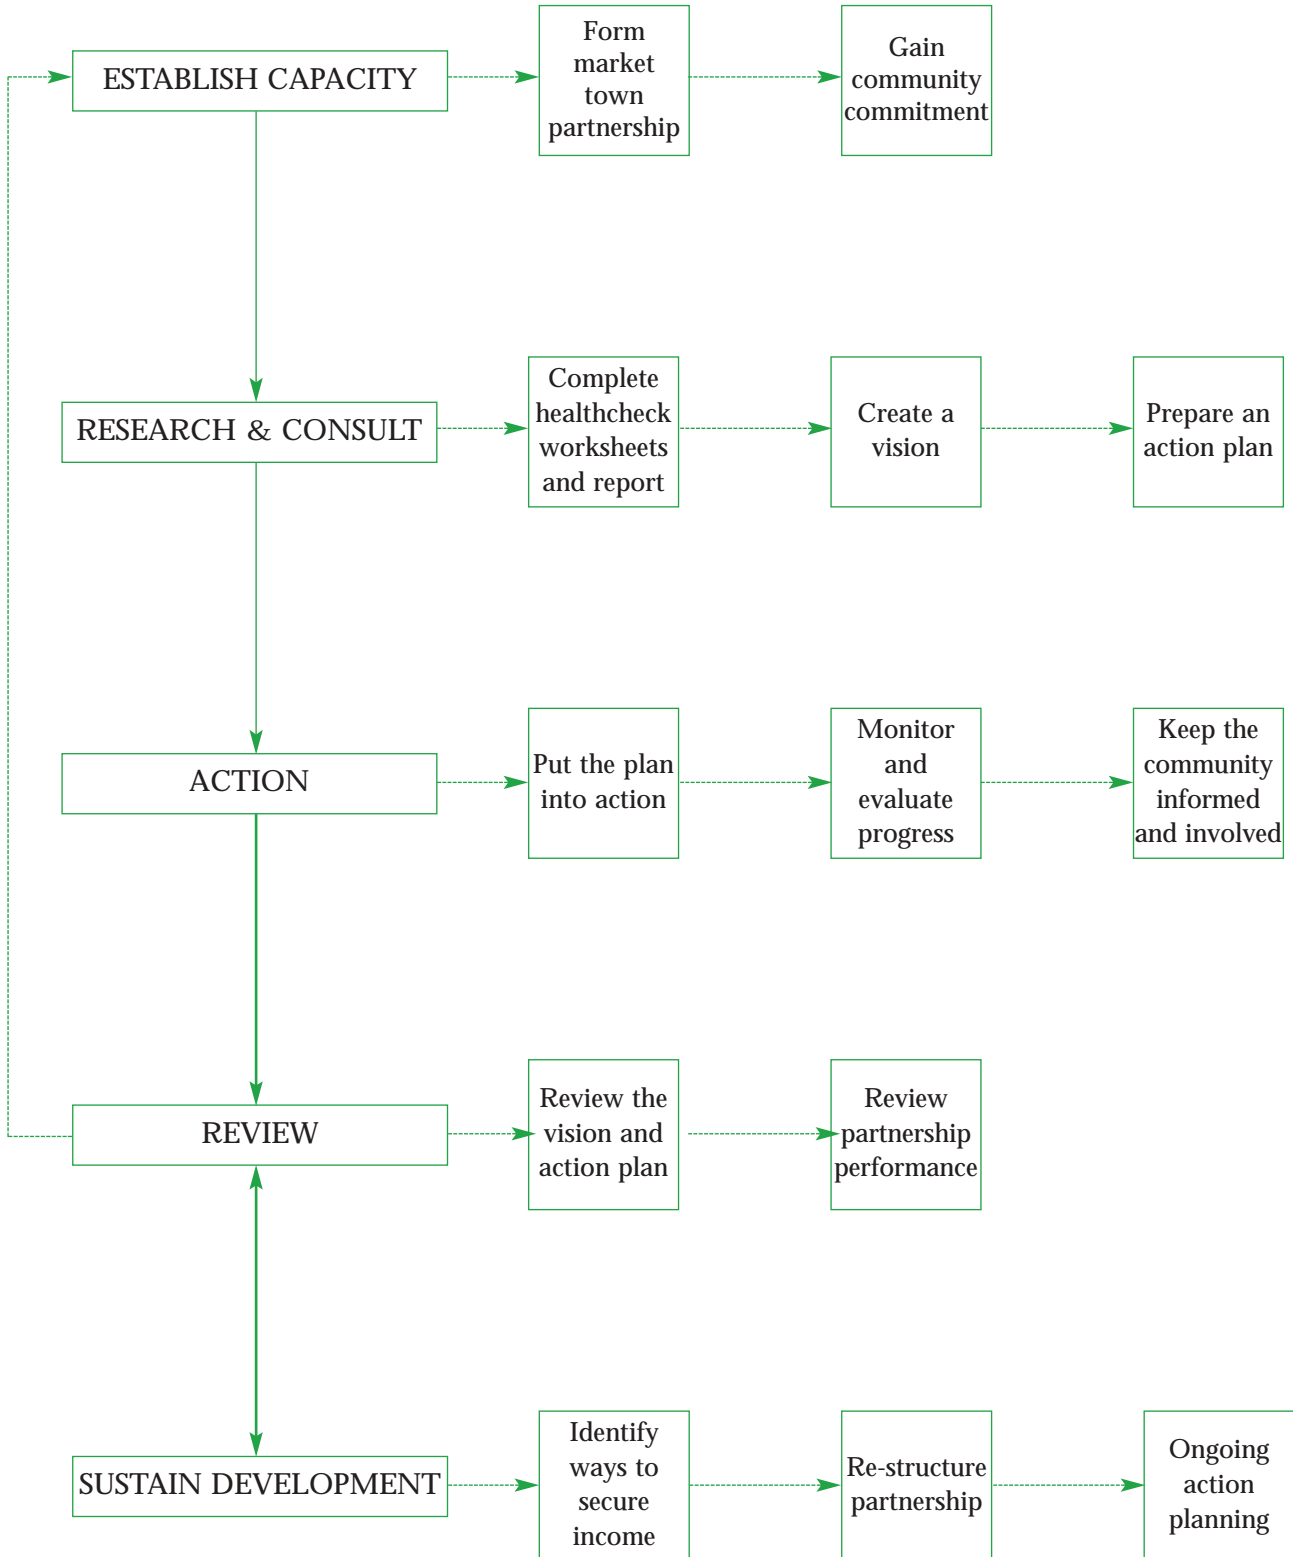 ESTABLISH CAPACITY
Form
market
town
partnership
Gain
community
commitment
RESEARCH & CONSULT
Complete
healthcheck
worksheets
and report
Create a
vision
Prepare an
action plan
ACTION
Put the plan
into action
Monitor
and
evaluate
progress
Keep the
community
informed
and involved
REVIEW
Review the
vision and
action plan
Review
partnership
performance
SUSTAIN DEVELOPMENT
Identify
ways to
secure
income
Re-structure
partnership
Ongoing
action
planning